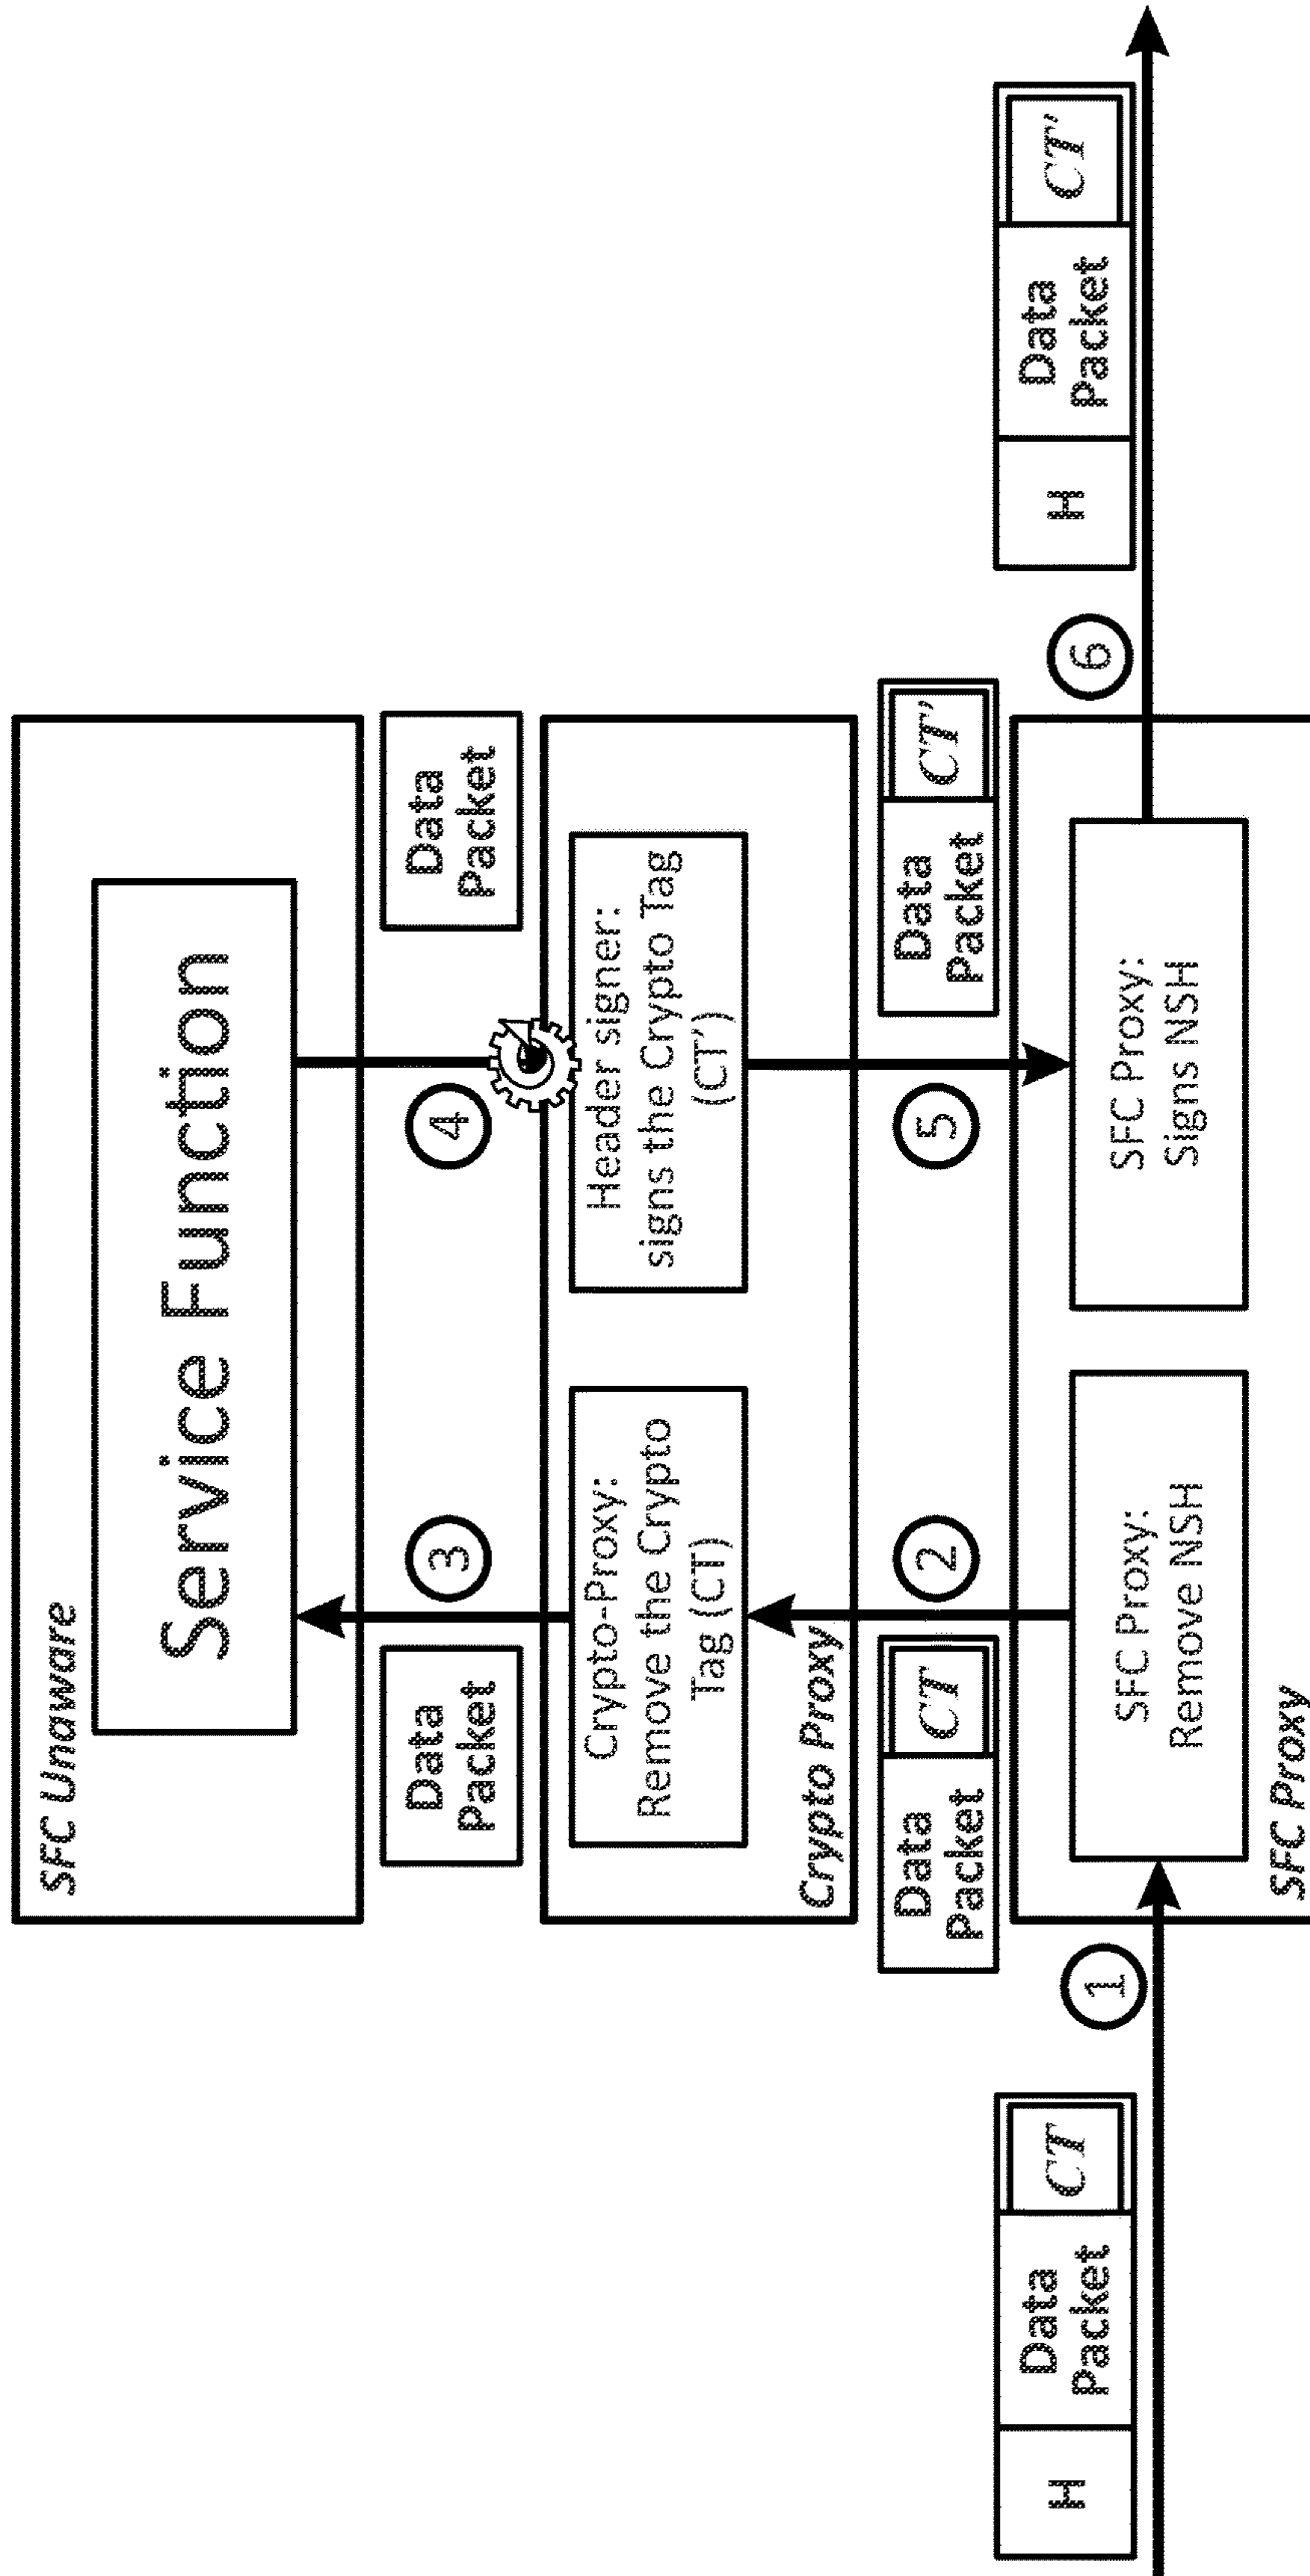 SFC Unaware
Service Function
Data
Packet
3
4
Data
Packet
Crypto-Proxy:
Remove the Crypto
Tag (CT)
Header signer:
signs the Crypto Tag
(CT')
Crypto Proxy
Data
Packet
CT
2
5
Data
Packet
CT'
H
Data
Packet
CT
1
SFC Proxy:
Remove NSH
SFC Proxy:
Signs NSH
SFC Proxy
6
H
Data
Packet
CT'